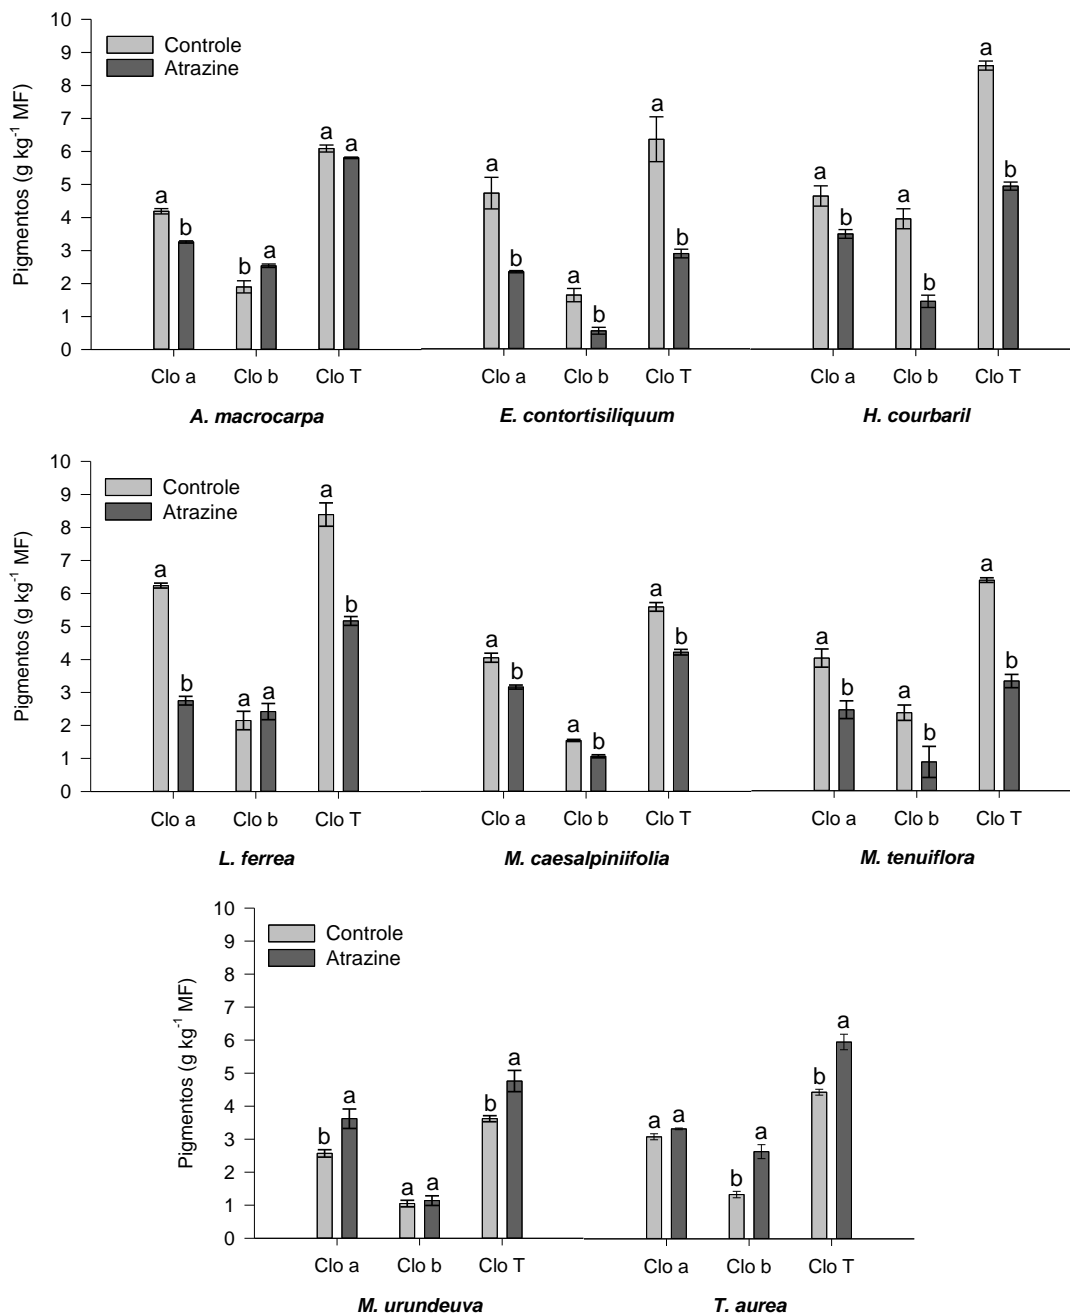 10
9
8
7
6
5
4
3
2
1
0
Pigmentos (g kg⁻¹ MF)
Controle
Atrazine
a b b a a a
a b a b a b
a b a b a b
Clo a Clo b Clo T Clo a Clo b Clo T Clo a Clo b Clo T
A. macrocarpa E. contortisiliquum H. courbaril
10
9
8
7
6
5
4
3
2
1
0
Pigmentos (g kg⁻¹ MF)
Controle
Atrazine
a b a a a b
a b a b a b
a b a b a b
Clo a Clo b Clo T Clo a Clo b Clo T Clo a Clo b Clo T
L. ferrea M. caesalpiniifolia M. tenuiflora
10
9
8
7
6
5
4
3
2
1
0
Pigmentos (g kg⁻¹ MF)
Controle
Atrazine
b a a a b a
a a b a b a
Clo a Clo b Clo T Clo a Clo b Clo T
M. urundeuva T. aurea